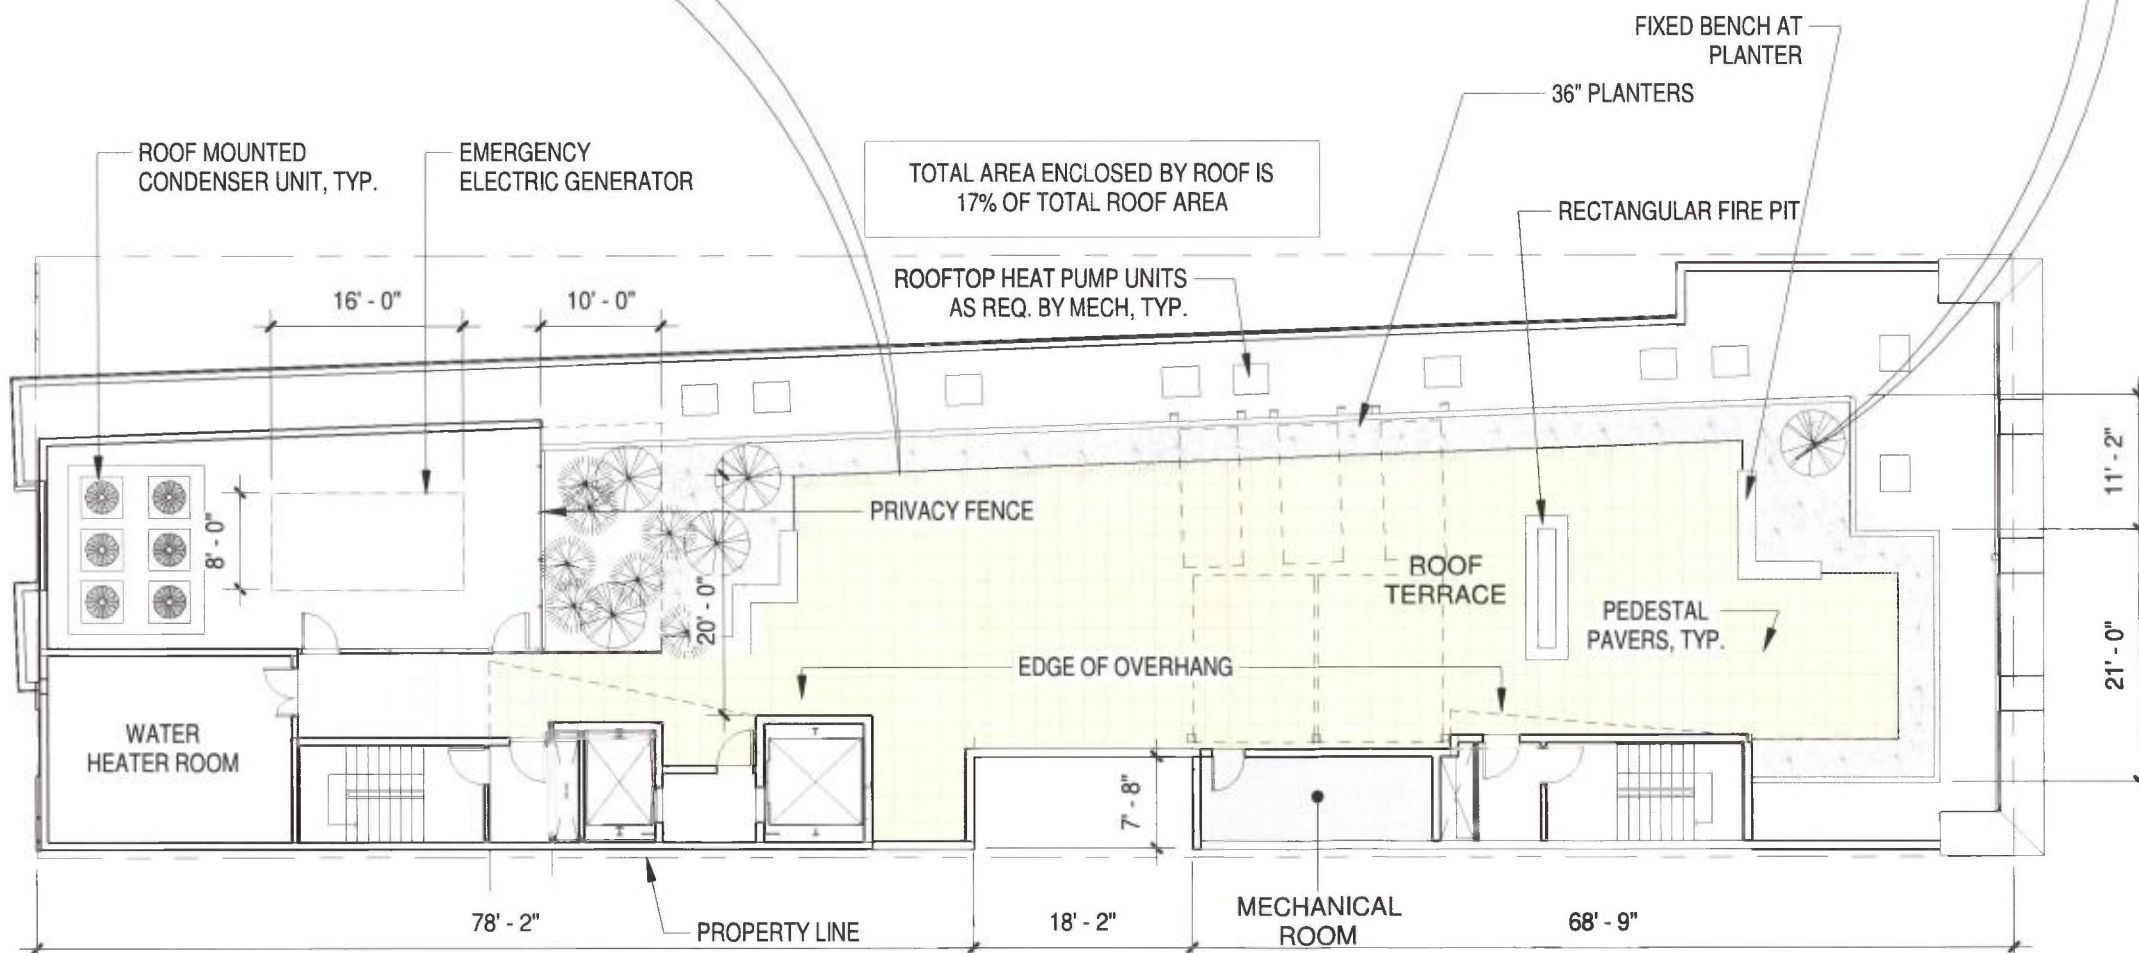 FIXED BENCH AT
PLANTER
36" PLANTERS
ROOF MOUNTED
CONDENSER UNIT, TYP.
EMERGENCY
ELECTRIC GENERATOR
TOTAL AREA ENCLOSED BY ROOF IS
17% OF TOTAL ROOF AREA
RECTANGULAR FIRE PIT
ROOFTOP HEAT PUMP UNITS
AS REQ. BY MECH, TYP.
16' - 0"
10' - 0"
11' - 2"
PRIVACY FENCE
8' - 0"
ROOF
TERRACE
20' - 0"
PEDESTAL
PAVERS, TYP.
EDGE OF OVERHANG
21' - 0"
WATER
HEATER ROOM
7' - 8"
78' - 2"
PROPERTY LINE
18' - 2"
MECHANICAL
ROOM
68' - 9"